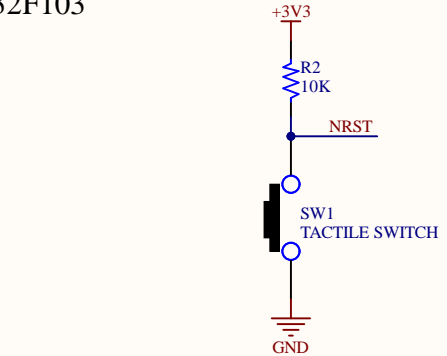 32F103
+3V3
R2
10K
NRST
SW1
TACTILE SWITCH
GND